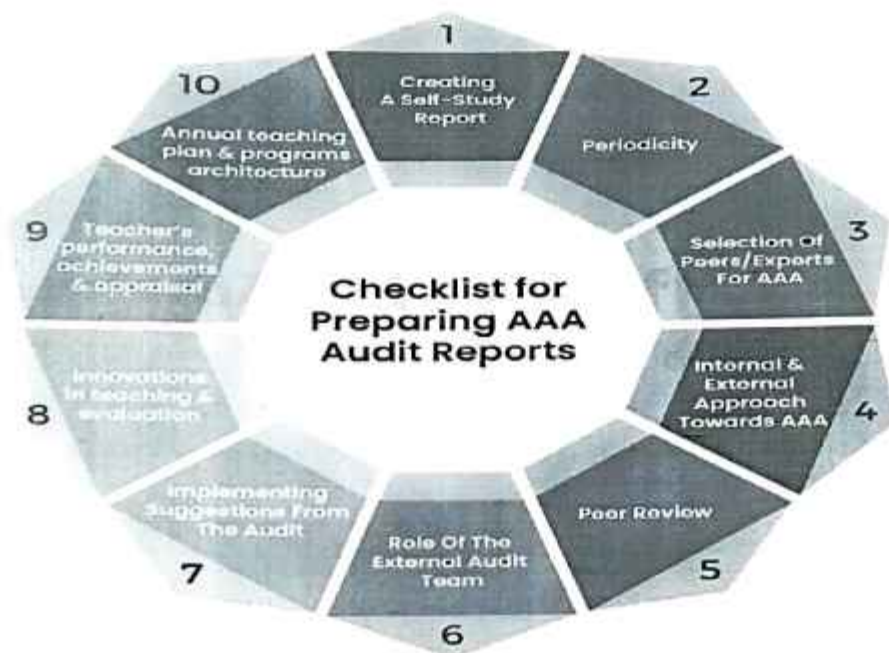 1
Creating
A Self-Study
Report
2
Periodicity
3
Selection Of
Peers/Experts
For AAA
4
Internal &
External
Approach
Towards AAA
5
Peer Review
6
Role Of The
External Audit
Team
7
Implementing
Suggestions From
The Audit
8
Innovations
in teaching &
evaluation
9
Teacher's
performance,
achievements
& appraisal
10
Annual teaching
plan & programs
architecture
Checklist for
Preparing AAA
Audit Reports